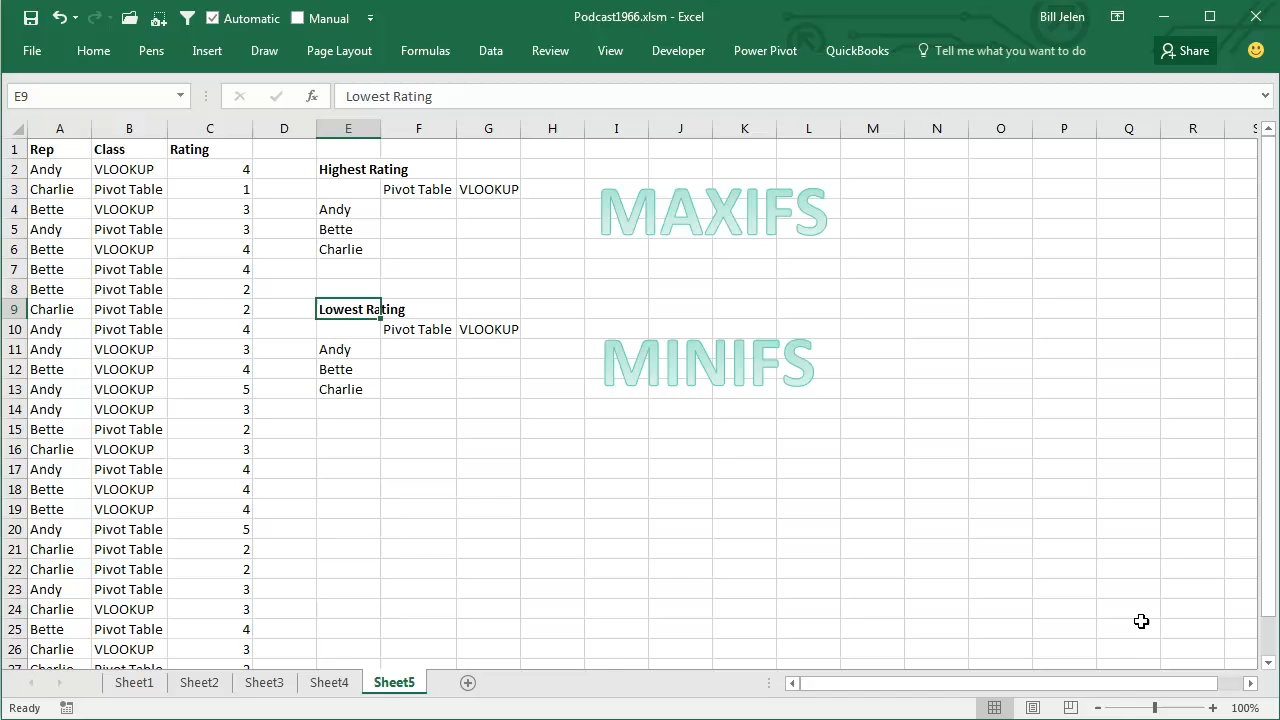 Automatic Manual Podcast1966.xlsm - Excel Bill Jelen
File Home Pens Insert Draw Page Layout Formulas Data Review View Developer Power Pivot QuickBooks Tell me what you want to do Share
E9 fx Lowest Rating
A B C D E F G H I J K L M N O P Q R S
1 Rep Class Rating
2 Andy VLOOKUP 4 Highest Rating
3 Charlie Pivot Table 1 Pivot Table VLOOKUP
MAXIFS
4 Bette VLOOKUP 3 Andy
5 Andy Pivot Table 3 Bette
6 Bette VLOOKUP 4 Charlie
7 Bette Pivot Table 4
8 Bette Pivot Table 2
9 Charlie Pivot Table 2 Lowest Rating
10 Andy Pivot Table 4 Pivot Table VLOOKUP
11 Andy VLOOKUP 3 Andy
MINIFS
12 Bette VLOOKUP 4 Bette
13 Andy VLOOKUP 5 Charlie
14 Andy VLOOKUP 3
15 Bette Pivot Table 2
16 Charlie VLOOKUP 3
17 Andy Pivot Table 4
18 Bette VLOOKUP 4
19 Bette VLOOKUP 4
20 Andy Pivot Table 5
21 Charlie Pivot Table 2
22 Charlie Pivot Table 2
23 Andy Pivot Table 3
24 Charlie VLOOKUP 3
25 Bette Pivot Table 4
26 Charlie VLOOKUP 3
27 Charlie Pivot Table 2
Sheet1 Sheet2 Sheet3 Sheet4 Sheet5
Ready 100%